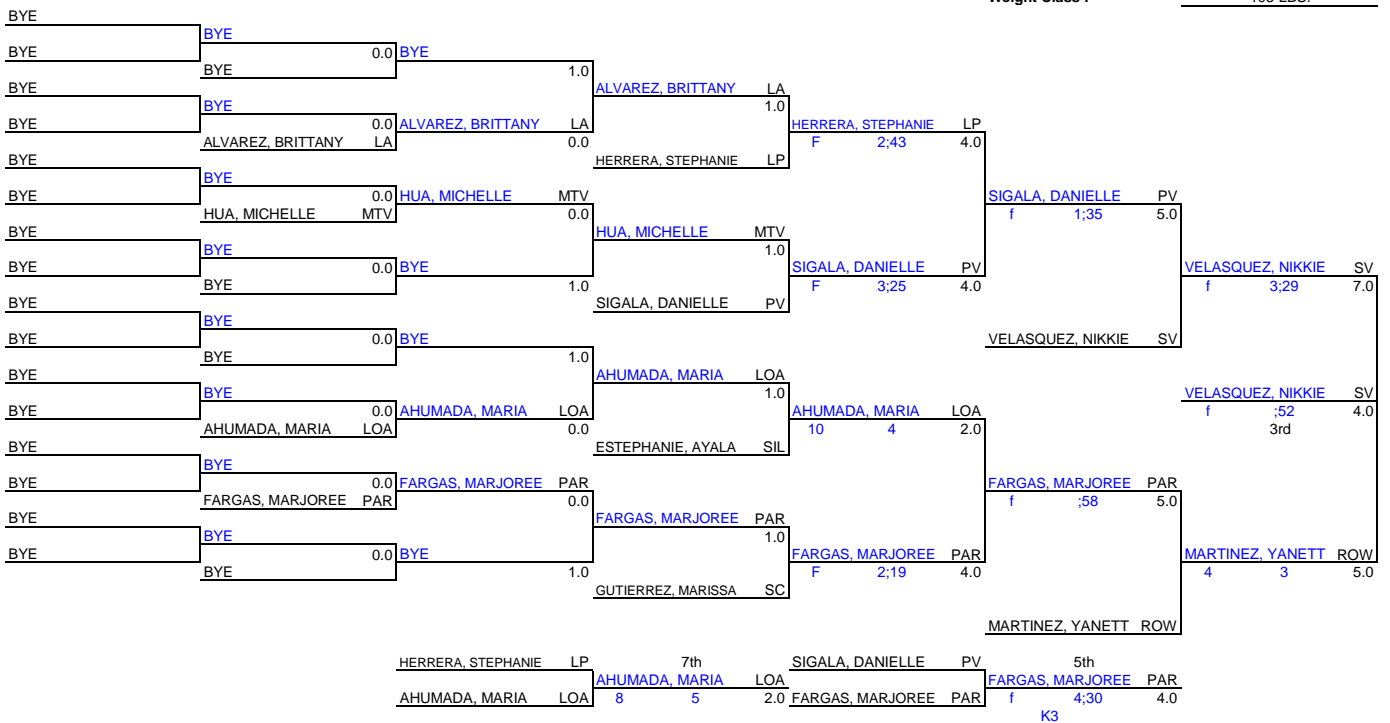 Weight Class :
BYE
BYE
BYE 0.0 BYE
BYE 1.0
BYE ALVAREZ, BRITTANY LA
BYE 1.0
BYE 0.0 ALVAREZ, BRITTANY LA HERRERA, STEPHANIE LP
ALVAREZ, BRITTANY LA 0.0 F 2;43 4.0
BYE HERRERA, STEPHANIE LP
BYE
BYE 0.0 HUA, MICHELLE MTV SIGALA, DANIELLE PV
HUA, MICHELLE MTV 0.0 f 1;35 5.0
BYE HUA, MICHELLE MTV
BYE 1.0
BYE 0.0 BYE SIGALA, DANIELLE PV VELASQUEZ, NIKKIE SV
BYE 1.0 F 3;25 4.0 f 3;29 7.0
BYE SIGALA, DANIELLE PV
BYE
BYE 0.0 BYE VELASQUEZ, NIKKIE SV
BYE 1.0
BYE AHUMADA, MARIA LOA
BYE 1.0 VELASQUEZ, NIKKIE SV
BYE 0.0 AHUMADA, MARIA LOA AHUMADA, MARIA LOA f ;52 4.0
AHUMADA, MARIA LOA 0.0 10 4 2.0 3rd
BYE ESTEPHANIE, AYALA SIL
BYE
BYE 0.0 FARGAS, MARJOREE PAR FARGAS, MARJOREE PAR
FARGAS, MARJOREE PAR 0.0 f ;58 5.0
BYE FARGAS, MARJOREE PAR
BYE 1.0
BYE 0.0 BYE FARGAS, MARJOREE PAR MARTINEZ, YANETT ROW
BYE 1.0 F 2;19 4.0 4 3 5.0
GUTIERREZ, MARISSA SC
MARTINEZ, YANETT ROW
HERRERA, STEPHANIE LP 7th SIGALA, DANIELLE PV 5th
AHUMADA, MARIA LOA FARGAS, MARJOREE PAR
AHUMADA, MARIA LOA 8 5 2.0 FARGAS, MARJOREE PAR f 4;30 4.0
K3